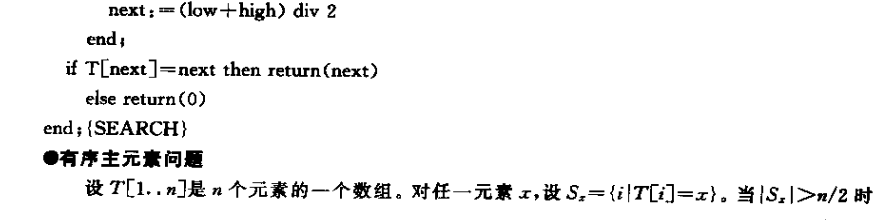 next:=(low+high) div 2
end;
if T[next]=next then return(next)
else return(0)
end;{SEARCH}
●有序主元素问题
设 T[1..n]是 n 个元素的一个数组。对任一元素 x,设 Sₓ={i|T[i]=x}。当|Sₓ|>n/2 时